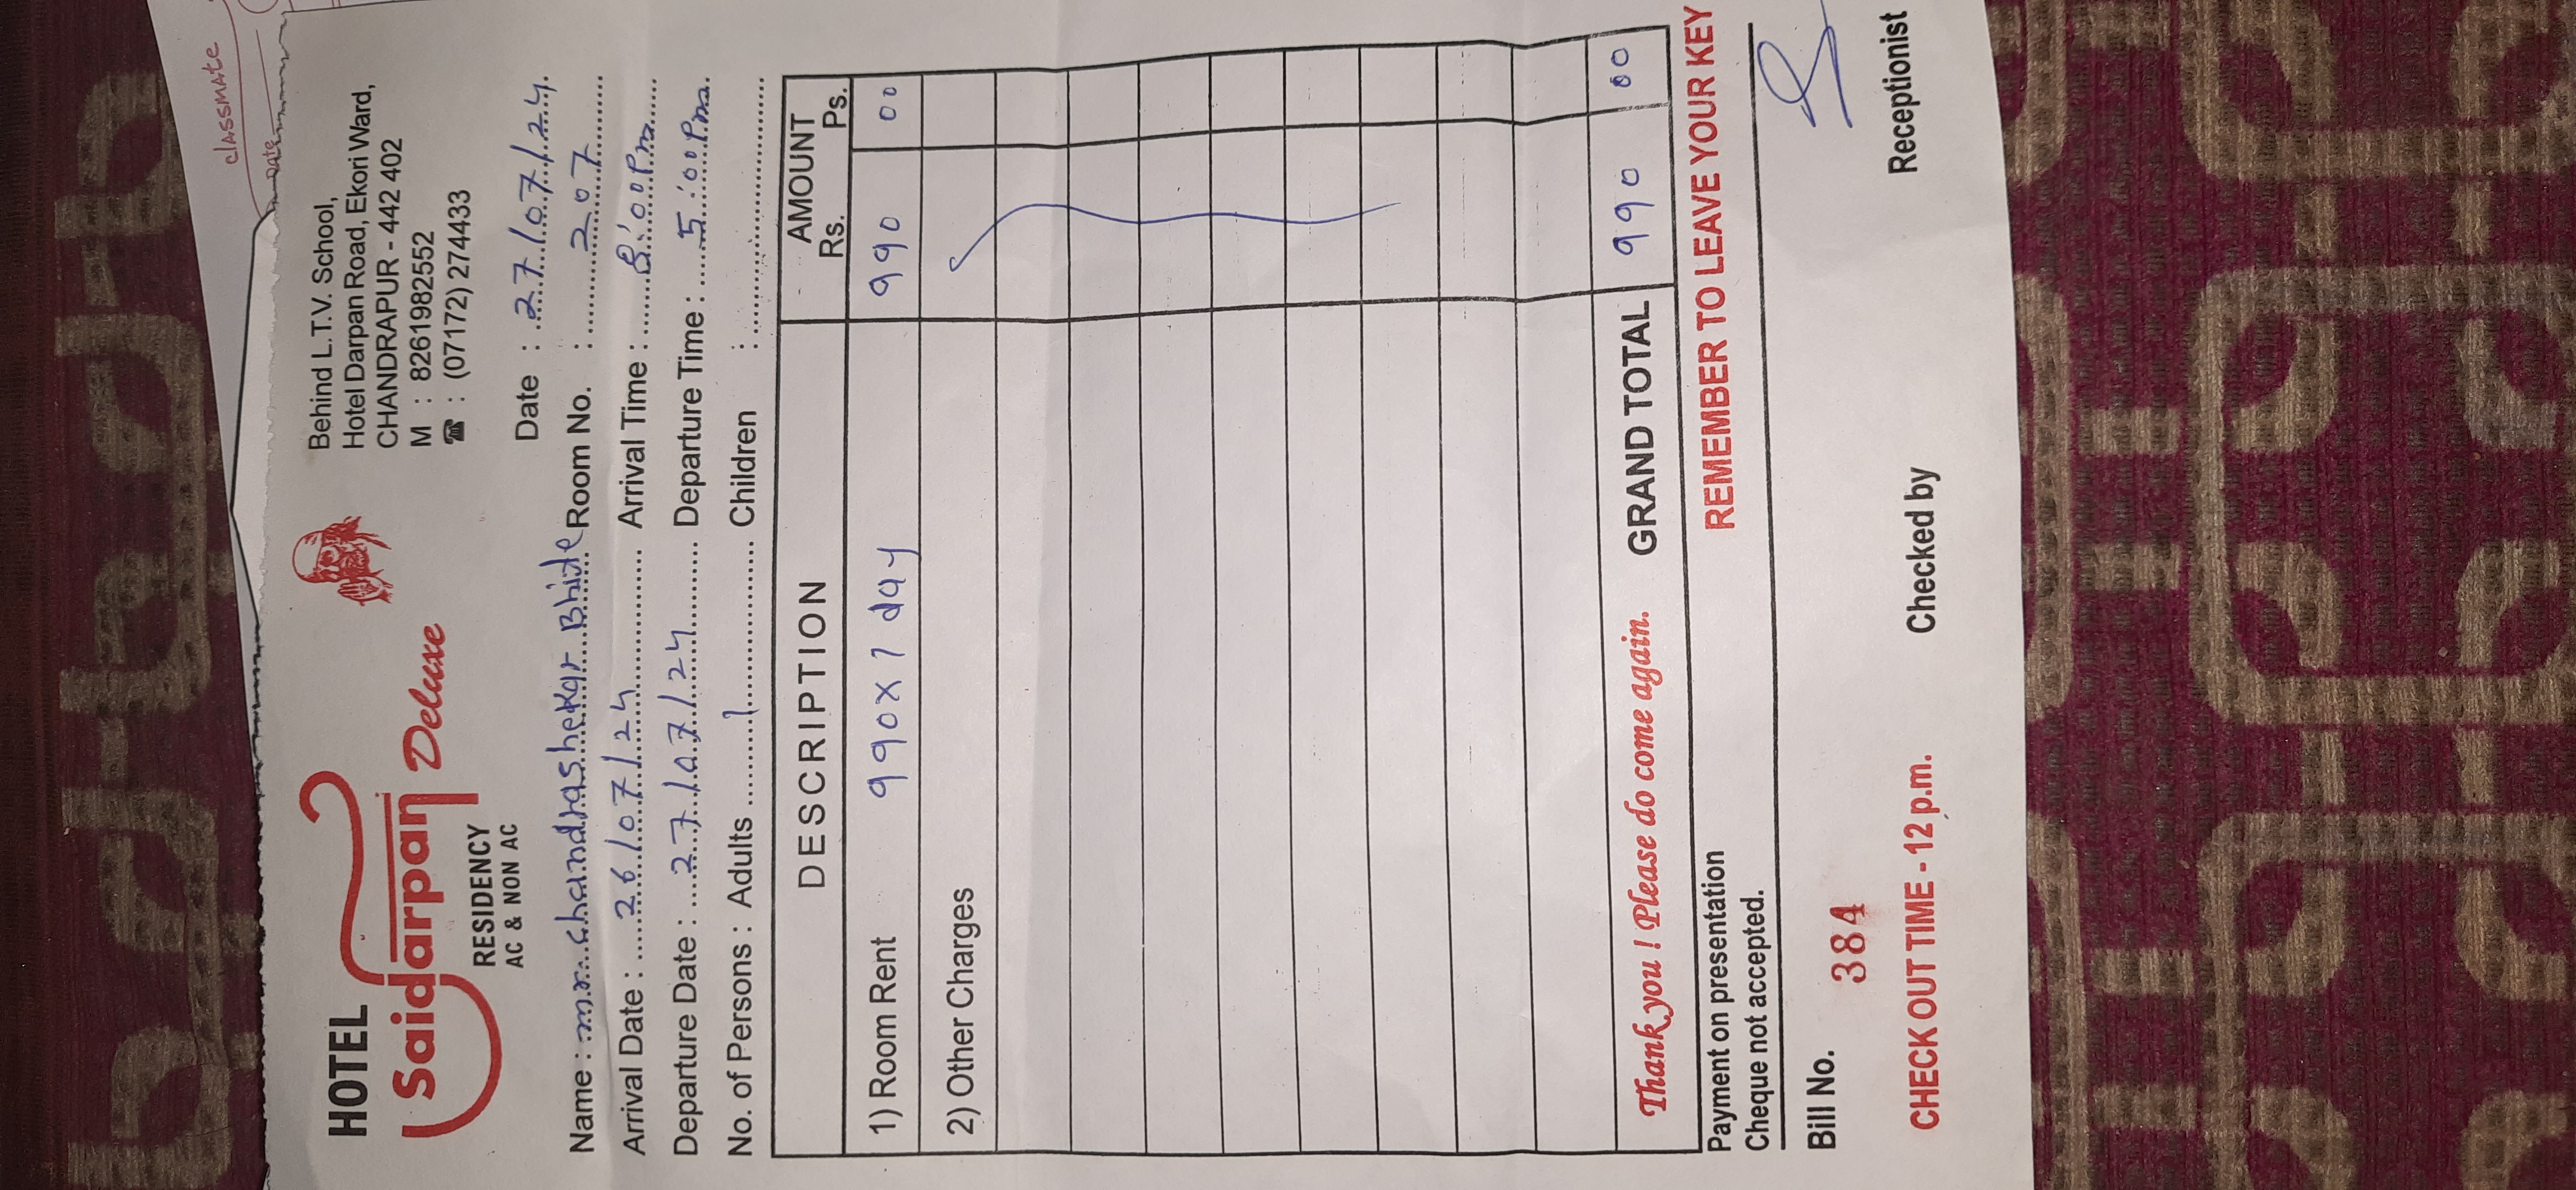 classmate
Date
HOTEL
Saidarpan Deluxe
RESIDENCY
AC & NON AC
Behind L.T.V. School,
Hotel Darpan Road, Ekori Ward,
CHANDRAPUR - 442 402
M : 8261982552
☎ : (07172) 274433
Date : 27/07/24.
Name : mr. chandrashekar Bhide Room No. : 207
Arrival Date : 26/07/24 Arrival Time : 8:00Pm
Departure Date : 27/07/24 Departure Time : 5:00Pm.
No. of Persons : Adults 1 Children :
DESCRIPTION AMOUNT
Rs. Ps.
1) Room Rent 990x1 day 990 00
2) Other Charges
Thank you ! Please do come again. GRAND TOTAL 990 00
Payment on presentation REMEMBER TO LEAVE YOUR KEY
Cheque not accepted.
Bill No. 384
CHECK OUT TIME - 12 p.m. Checked by Receptionist